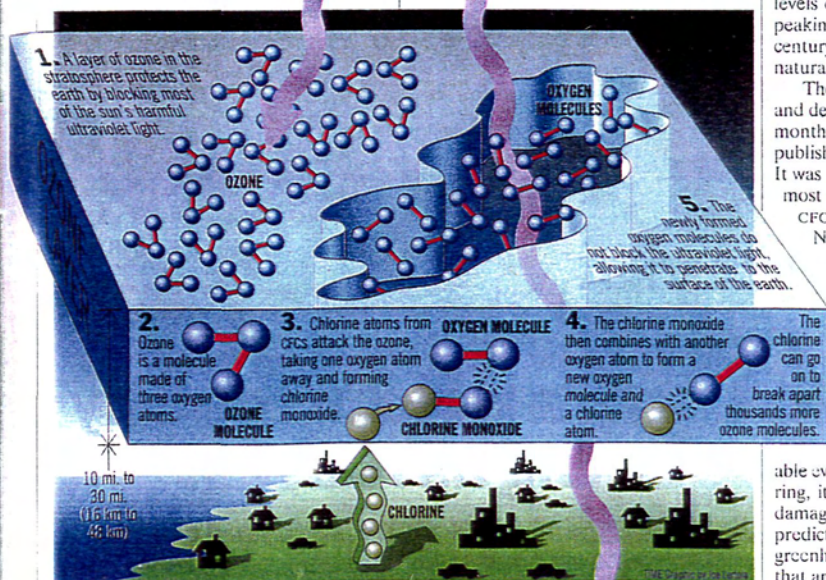 1. A layer of ozone in the
stratosphere protects the
earth by blocking most
of the sun's harmful
ultraviolet light.
OZONE
OXYGEN
MOLECULES
OZONE
LAYER
5. The
newly formed
oxygen molecules do
not block the ultraviolet light,
allowing it to penetrate to the
surface of the earth.
2.
Ozone
is a molecule
made of
three oxygen
atoms.
OZONE
MOLECULE
3. Chlorine atoms from
CFCs attack the ozone,
taking one oxygen atom
away and forming
chlorine
monoxide.
OXYGEN MOLECULE
CHLORINE MONOXIDE
4. The chlorine monoxide
then combines with another
oxygen atom to form a
new oxygen
molecule and
a chlorine
atom.
The
chlorine
can go
on to
break apart
thousands more
ozone molecules.
10 mi. to
30 mi.
(16 km to
48 km)
CHLORINE
levels
peakin
century
natura
The
and de
month
publish
It was
most
CFC
N
able ev
ring, it
damag
predic
greenh
that ar